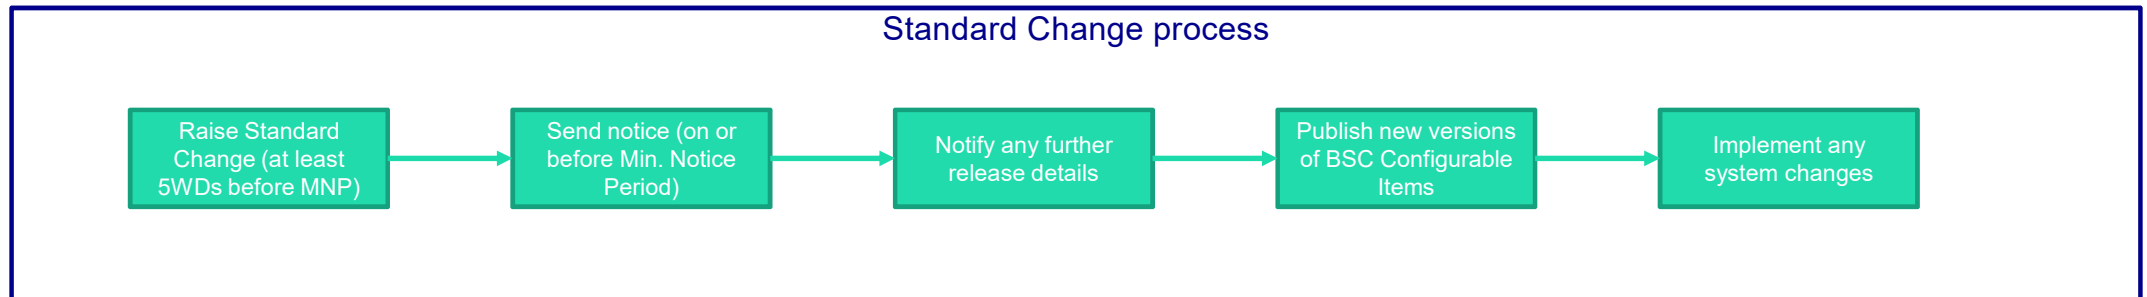 Standard Change process
Raise Standard
Change (at least
5WDs before MNP)
Send notice (on or
before Min. Notice
Period)
Notify any further
release details
Publish new versions
of BSC Configurable
Items
Implement any
system changes